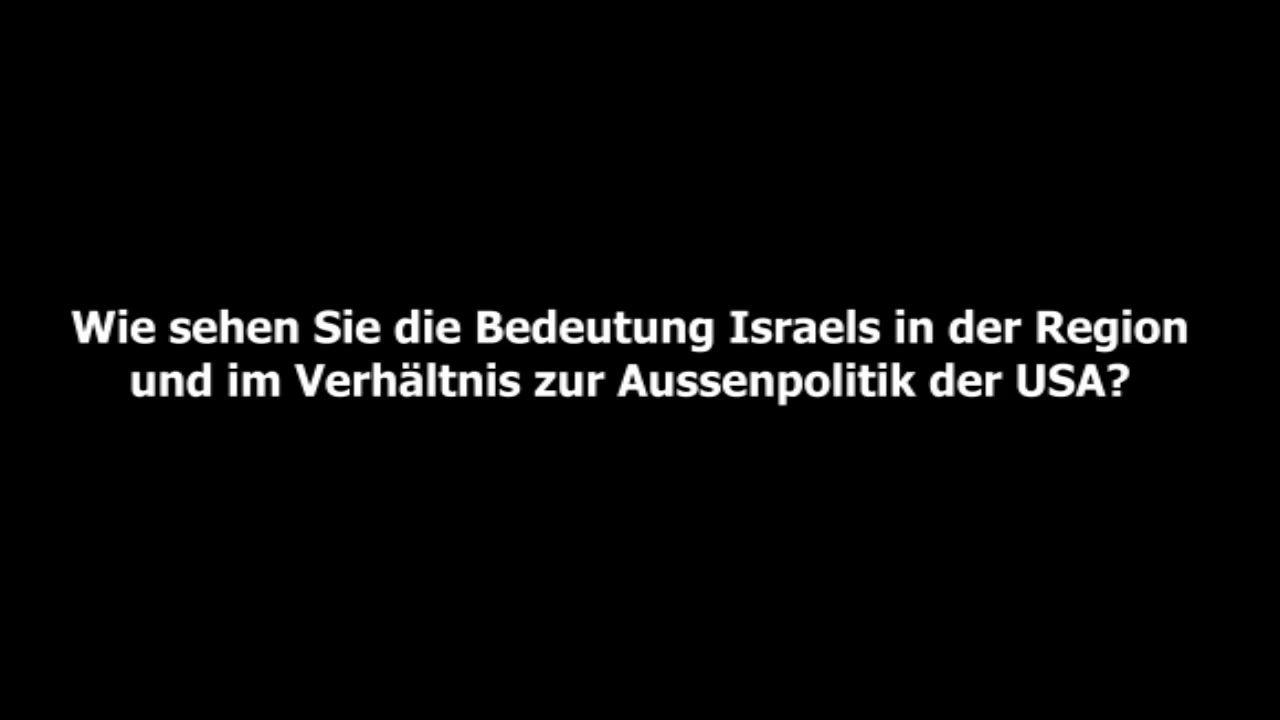 Wie sehen Sie die Bedeutung Israels in der Region
und im Verhältnis zur Aussenpolitik der USA?